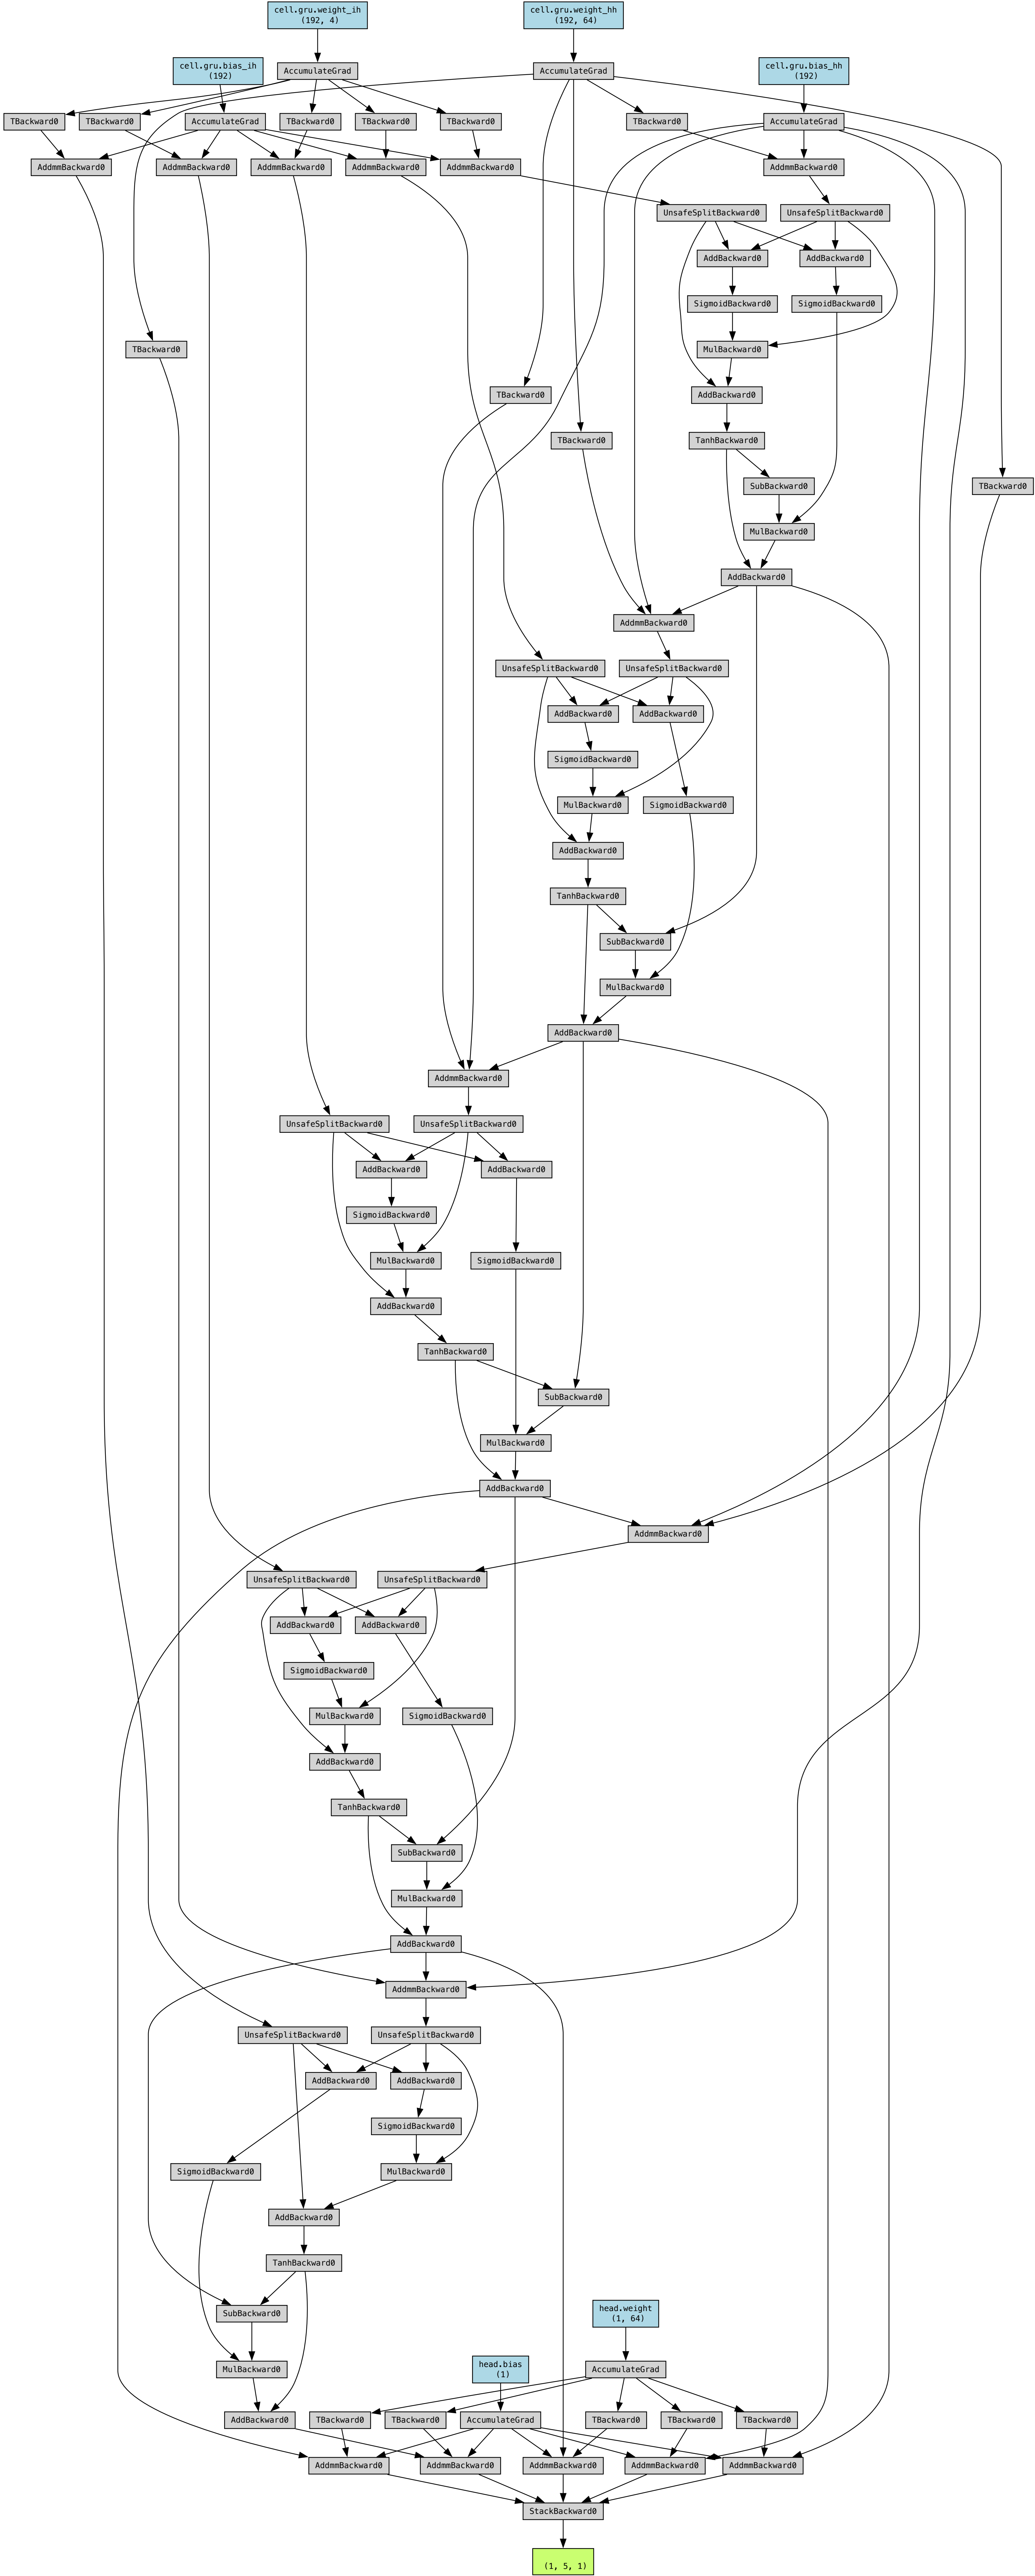 cell.gru.weight_ih
(192, 4)
cell.gru.weight_hh
(192, 64)
cell.gru.bias_ih
(192)
AccumulateGrad
AccumulateGrad
cell.gru.bias_hh
(192)
TBackward0
TBackward0
AccumulateGrad
TBackward0
TBackward0
TBackward0
TBackward0
AccumulateGrad
AddmmBackward0
AddmmBackward0
AddmmBackward0
AddmmBackward0
AddmmBackward0
AddmmBackward0
UnsafeSplitBackward0
UnsafeSplitBackward0
AddBackward0
AddBackward0
SigmoidBackward0
SigmoidBackward0
TBackward0
MulBackward0
TBackward0
AddBackward0
TBackward0
TanhBackward0
SubBackward0
TBackward0
MulBackward0
AddBackward0
AddmmBackward0
UnsafeSplitBackward0
UnsafeSplitBackward0
AddBackward0
AddBackward0
SigmoidBackward0
MulBackward0
SigmoidBackward0
AddBackward0
TanhBackward0
SubBackward0
MulBackward0
AddBackward0
AddmmBackward0
UnsafeSplitBackward0
UnsafeSplitBackward0
AddBackward0
AddBackward0
SigmoidBackward0
MulBackward0
SigmoidBackward0
AddBackward0
TanhBackward0
SubBackward0
MulBackward0
AddBackward0
AddmmBackward0
UnsafeSplitBackward0
UnsafeSplitBackward0
AddBackward0
AddBackward0
SigmoidBackward0
MulBackward0
SigmoidBackward0
AddBackward0
TanhBackward0
SubBackward0
MulBackward0
AddBackward0
AddmmBackward0
UnsafeSplitBackward0
UnsafeSplitBackward0
AddBackward0
AddBackward0
SigmoidBackward0
SigmoidBackward0
MulBackward0
AddBackward0
TanhBackward0
SubBackward0
head.weight
(1, 64)
MulBackward0
head.bias
(1)
AccumulateGrad
AddBackward0
TBackward0
TBackward0
AccumulateGrad
TBackward0
TBackward0
TBackward0
AddmmBackward0
AddmmBackward0
AddmmBackward0
AddmmBackward0
AddmmBackward0
StackBackward0
(1, 5, 1)